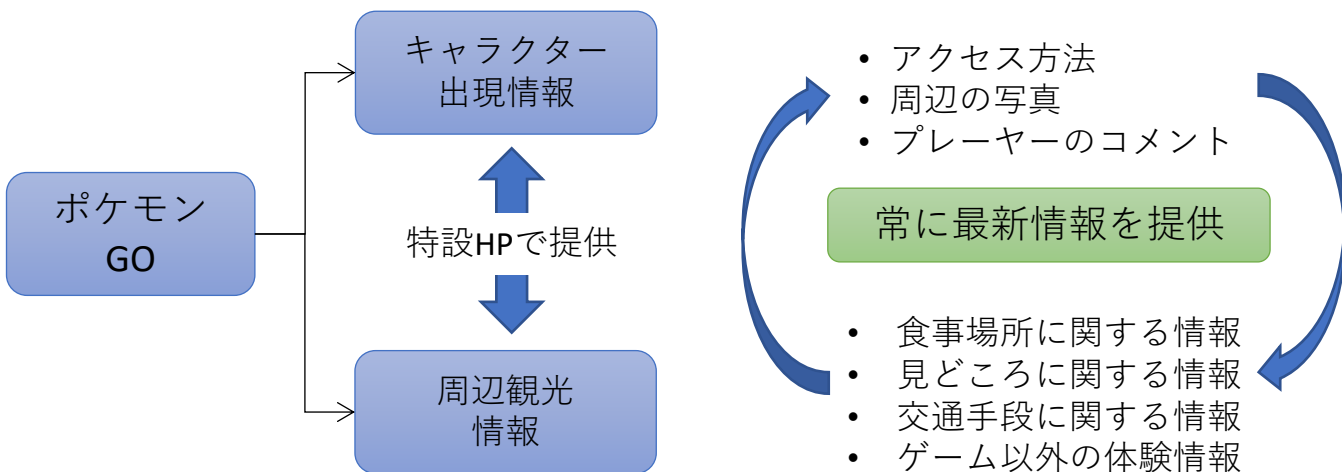 ポケモン
GO
キャラクター
出現情報
特設HPで提供
周辺観光
情報
• アクセス方法
• 周辺の写真
• プレーヤーのコメント
常に最新情報を提供
• 食事場所に関する情報
• 見どころに関する情報
• 交通手段に関する情報
• ゲーム以外の体験情報